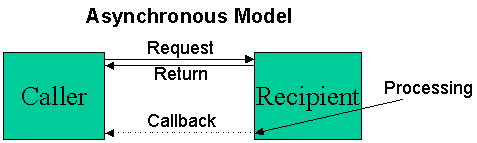 Asynchronous Model
Request
Return
Caller
Recipient
Processing
Callback